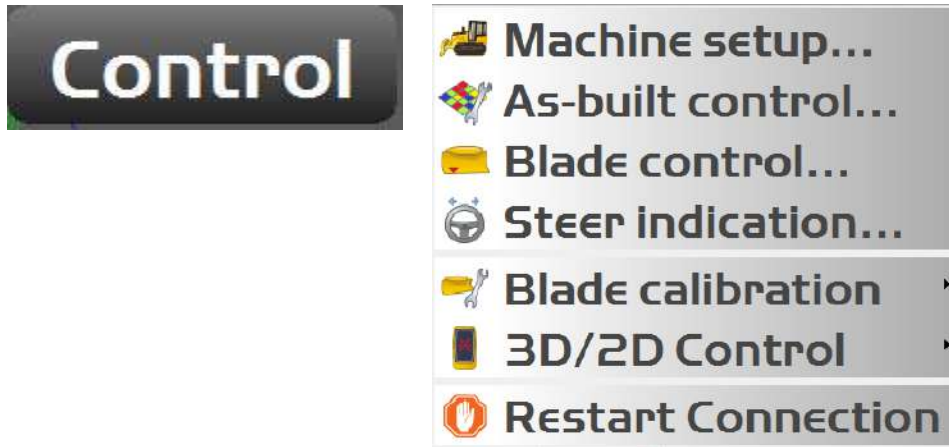 Control
Machine setup...
As-built control...
Blade control...
Steer indication...
Blade calibration
3D/2D Control
Restart Connection